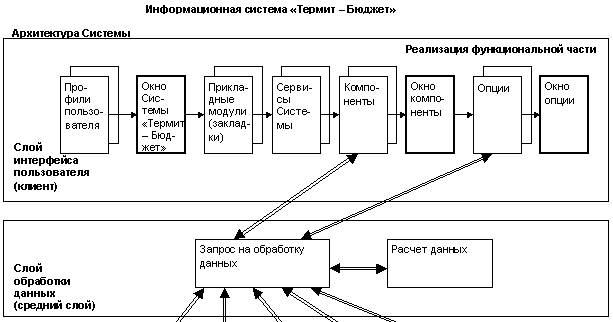 Информационная система «Термит – Бюджет»
Архитектура Системы
Реализация функциональной части
Про-
фили
пользо-
вателя
Окно
Сис-
темы
«Термит
– Бюд-
жет»
Прикла-
дные
модули
(заклад-
ки)
Серви-
сы
Систе-
мы
Компо-
ненты
Окно
компо-
ненты
Опции
Окно
опции
Слой
интерфейса
пользователя
(клиент)
Запрос на обработку
данных
Расчет данных
Слой
обработки
данных
(средний слой)